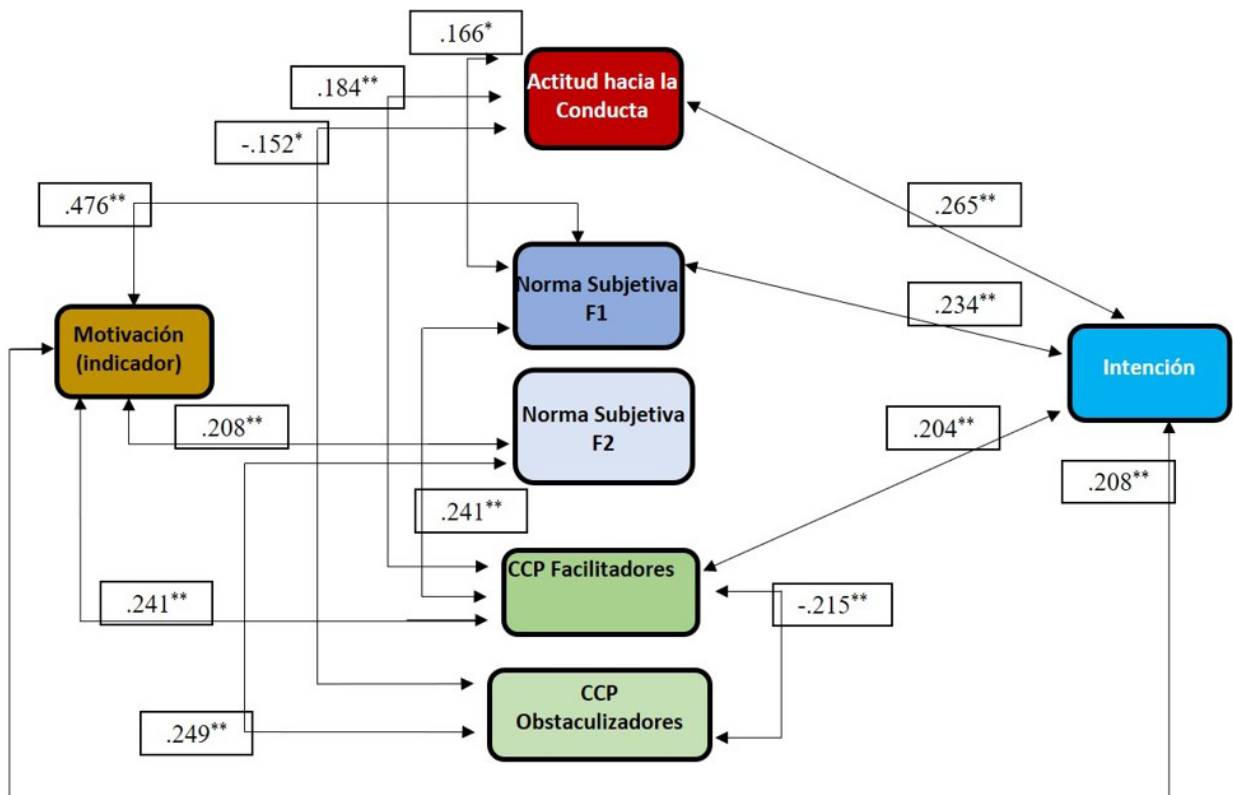 .166*
.184**
Actitud hacia la
Conducta
-.152*
.476**
.265**
Norma Subjetiva
F1
.234**
Motivación
(indicador)
Intención
Norma Subjetiva
F2
.208**
.204**
.208**
.241**
CCP Facilitadores
.241**
-.215**
CCP
Obstaculizadores
.249**